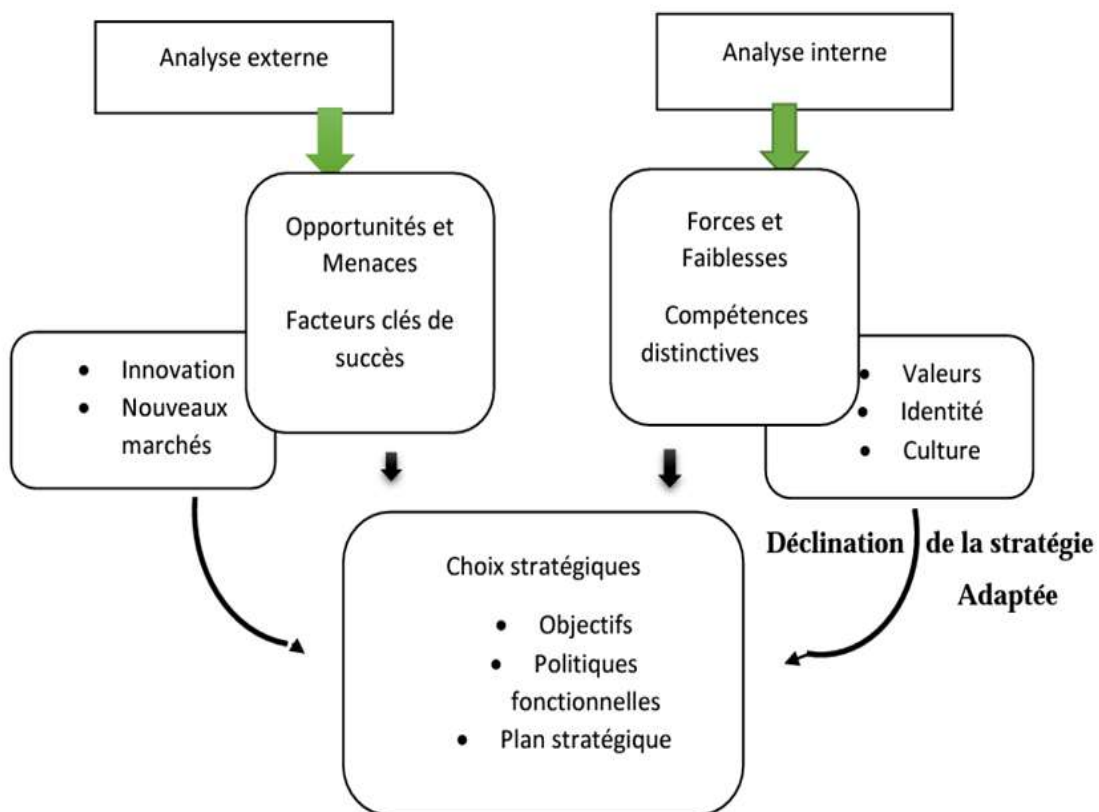 Analyse externe
Analyse interne
Opportunités et
Menaces
Facteurs clés de
succès
Forces et
Faiblesses
Compétences
distinctives
• Innovation
• Nouveaux
marchés
• Valeurs
• Identité
• Culture
Déclination de la stratégie
Adaptée
Choix stratégiques
• Objectifs
• Politiques
fonctionnelles
• Plan stratégique